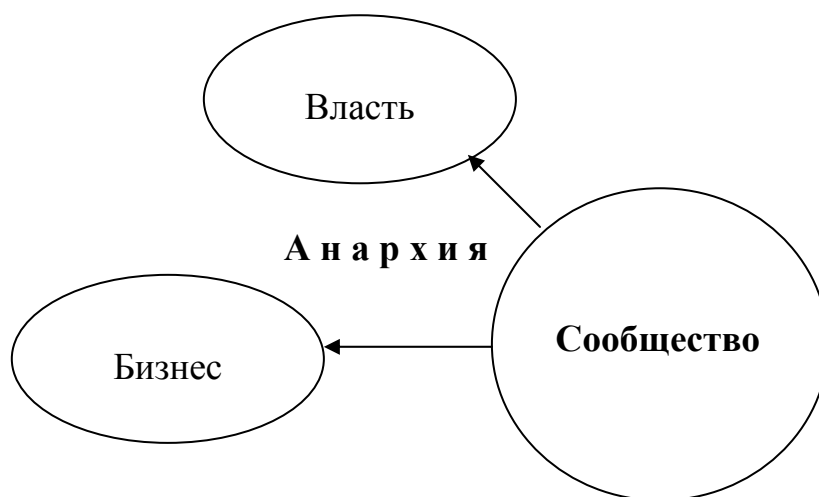 Власть
А н а р х и я
Сообщество
Бизнес